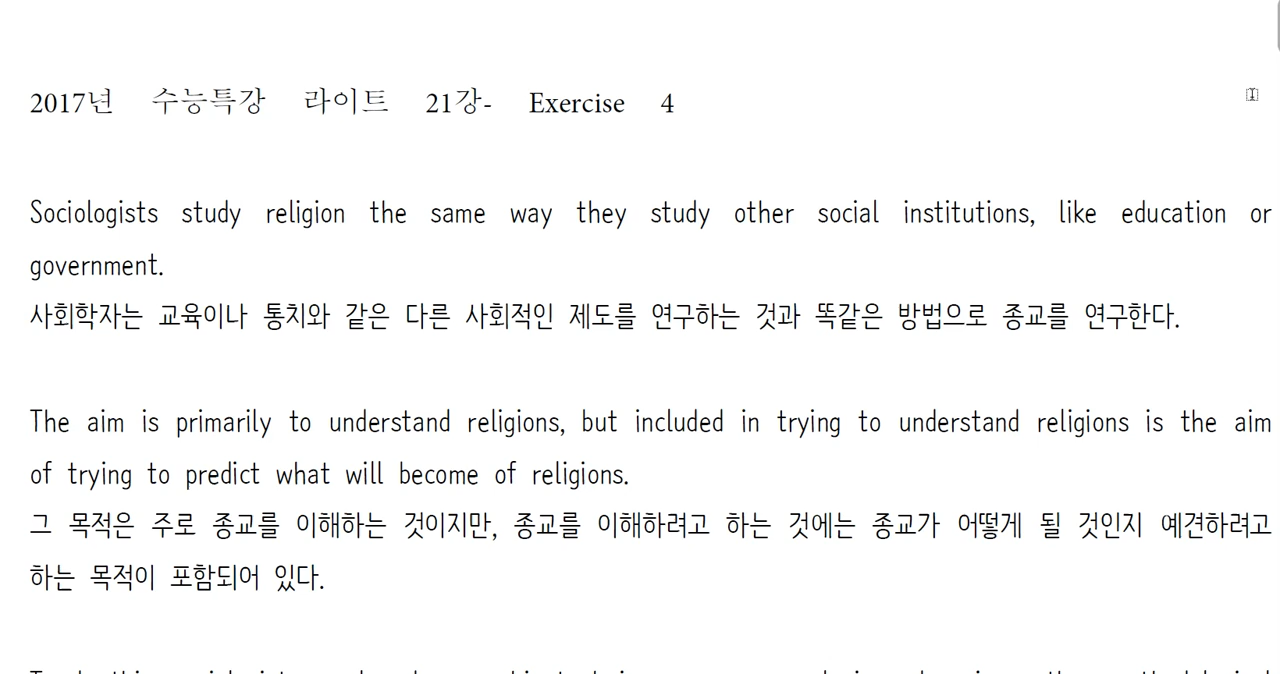 2017년 수능특강 라이트 21강- Exercise 4
Sociologists study religion the same way they study other social institutions, like education or
government.
사회학자는 교육이나 통치와 같은 다른 사회적인 제도를 연구하는 것과 똑같은 방법으로 종교를 연구한다.
The aim is primarily to understand religions, but included in trying to understand religions is the aim
of trying to predict what will become of religions.
그 목적은 주로 종교를 이해하는 것이지만, 종교를 이해하려고 하는 것에는 종교가 어떻게 될 것인지 예견하려고
하는 목적이 포함되어 있다.